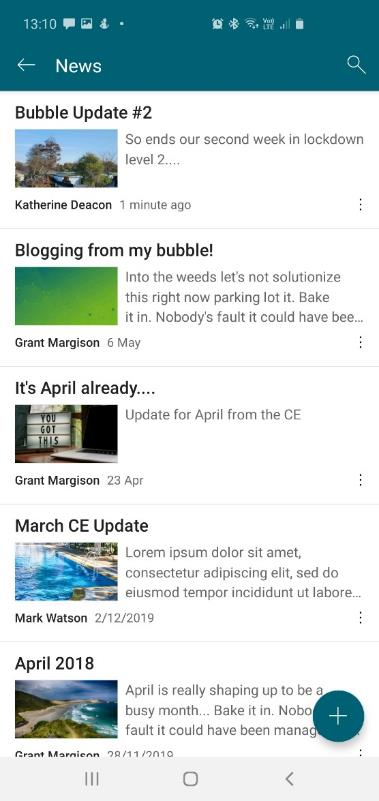 13:10
News
Bubble Update #2
So ends our second week in lockdown
level 2....
Katherine Deacon 1 minute ago
Blogging from my bubble!
Into the weeds let's not solutionize
this right now parking lot it. Bake
it in. Nobody's fault it could have bee...
Grant Margison 6 May
It's April already....
YOU
GOT
THIS
Update for April from the CE
Grant Margison 23 Apr
March CE Update
Lorem ipsum dolor sit amet,
consectetur adipiscing elit, sed do
eiusmod tempor incididunt ut labore...
Mark Watson 2/12/2019
April 2018
April is really shaping up to be a
busy month... Bake it in. Nobo
fault it could have been manag
Grant Margison 28/11/2019